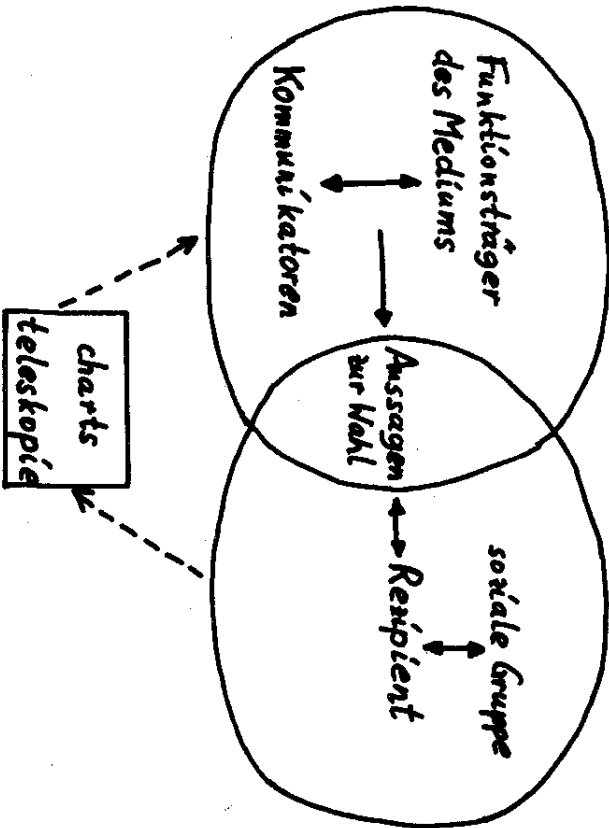 Funktionsträger
des Mediums
Kommunikatoren
Aussagen
zur Wahl
soziale Gruppe
Rezipient
charts
teleskopie